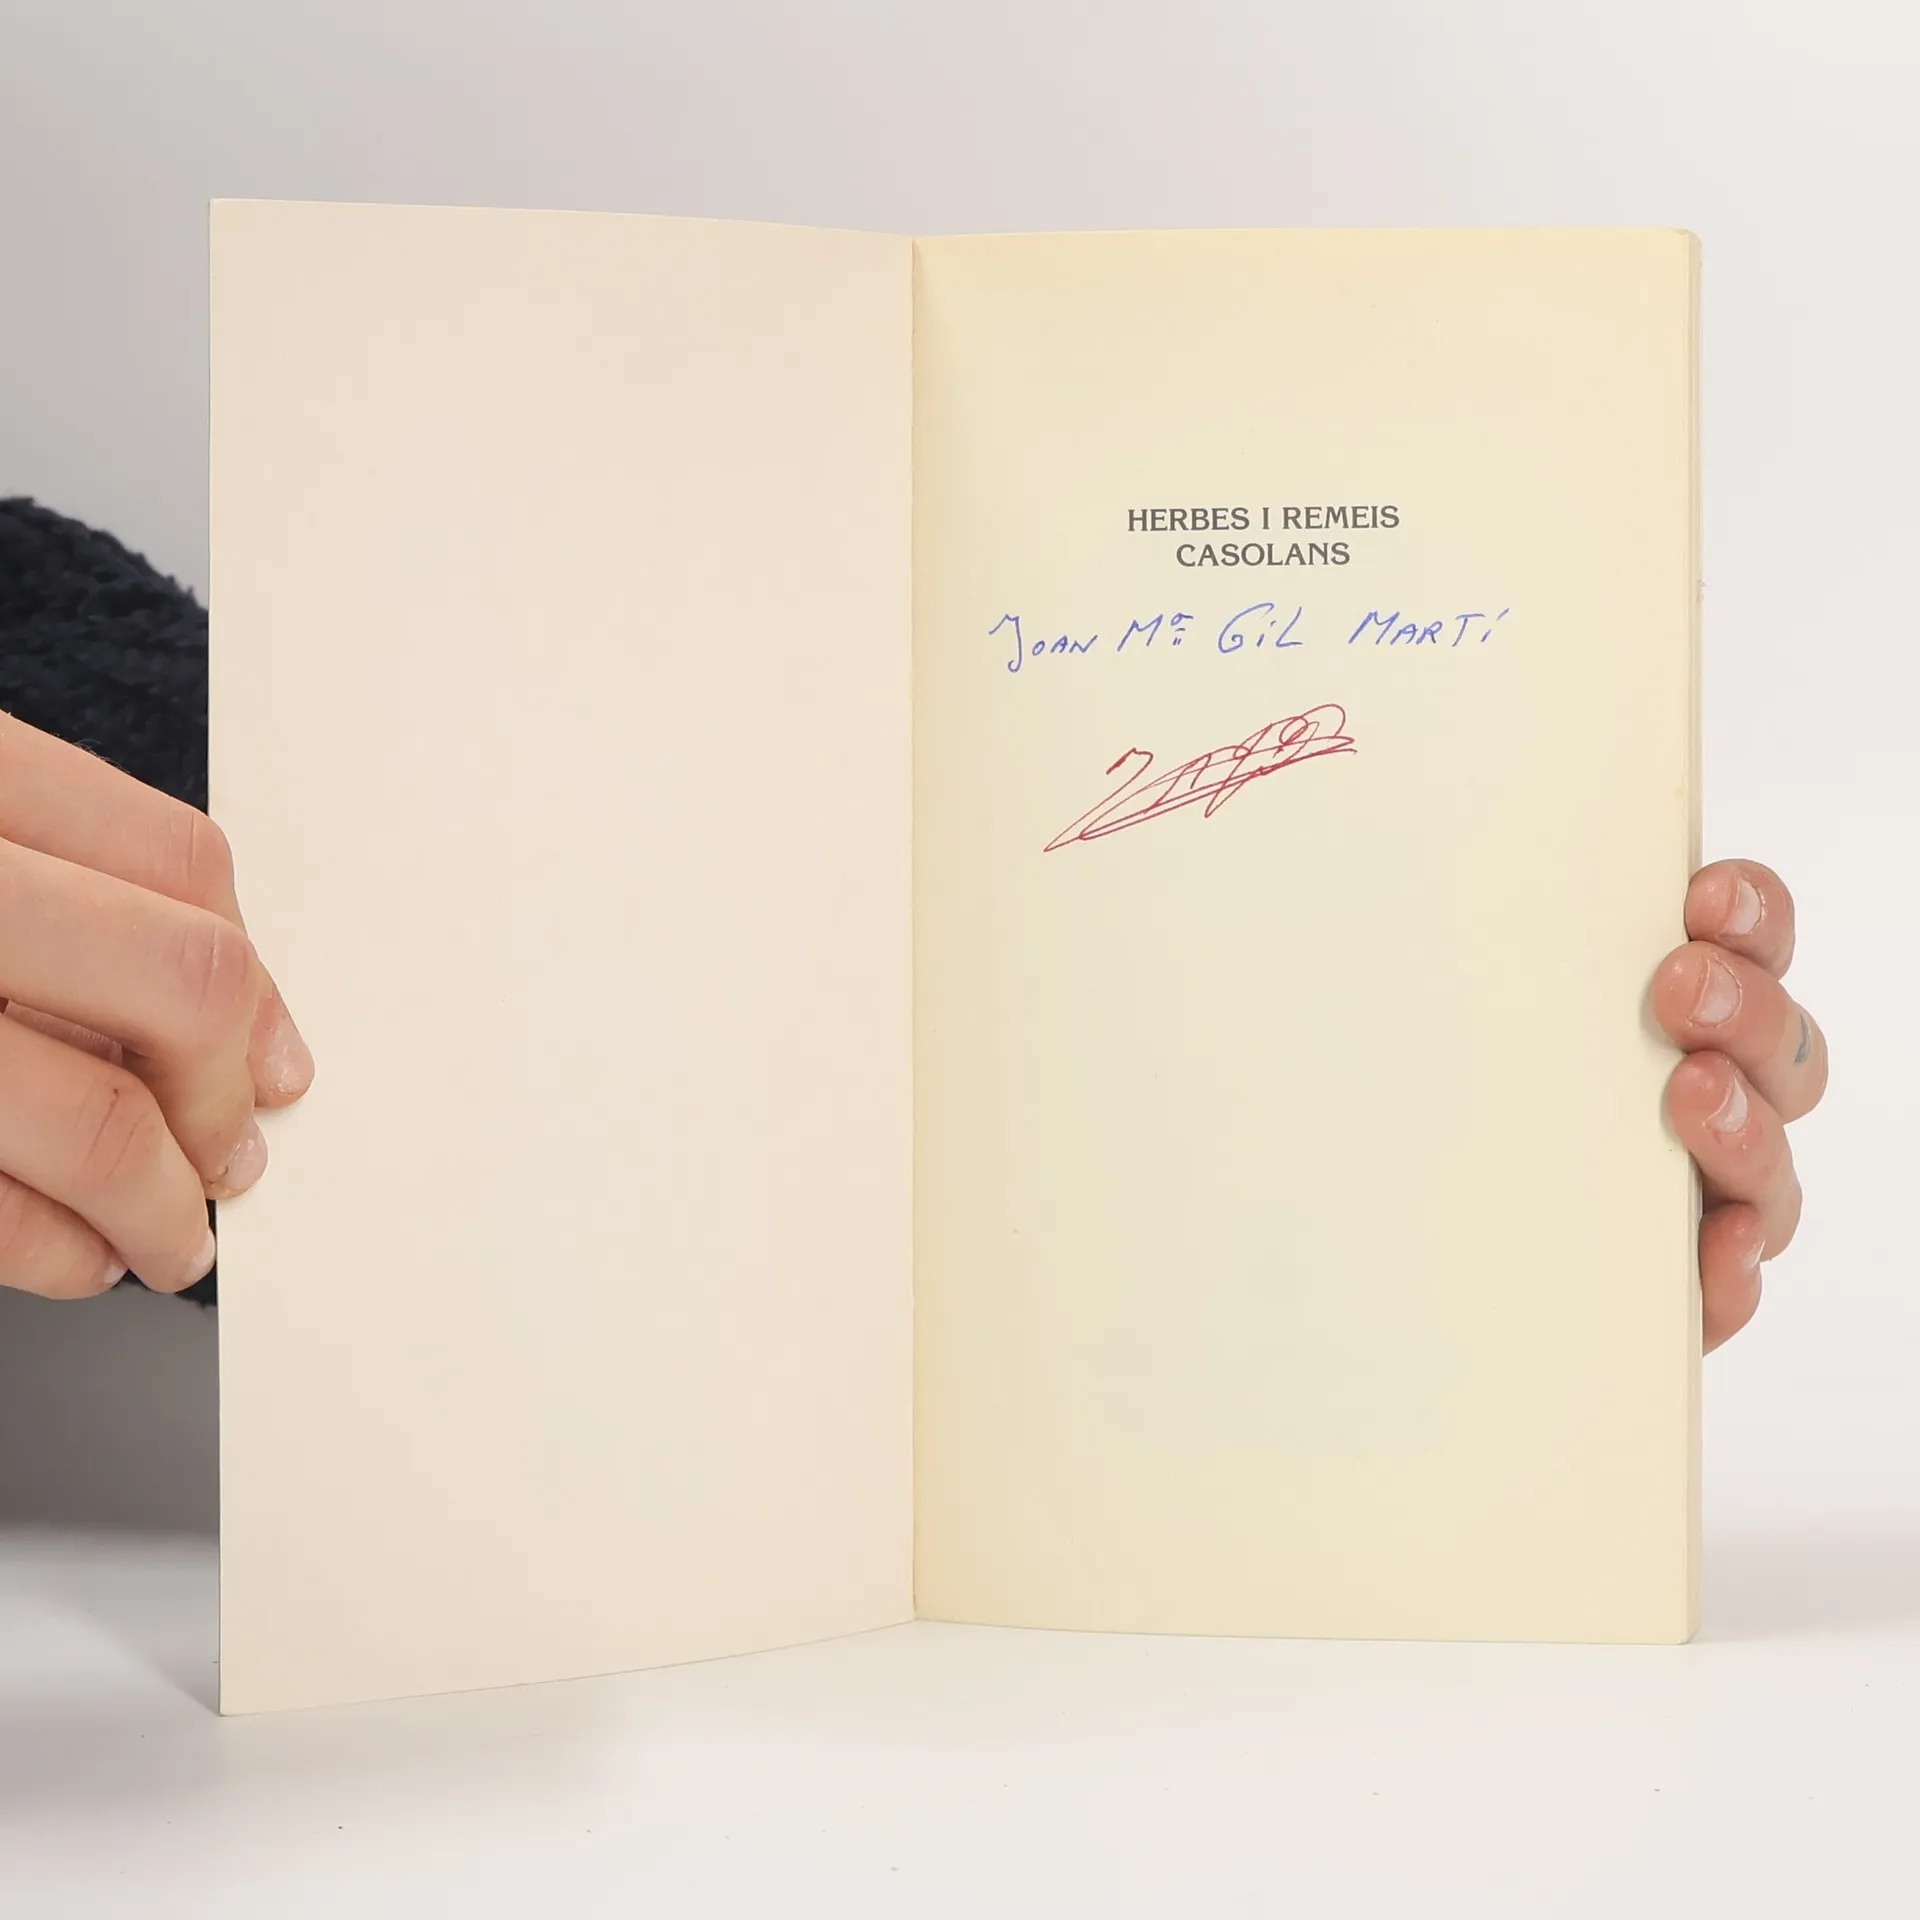 HERBES I REMEIS
CASOLANS
Joan Mª Gil Martí